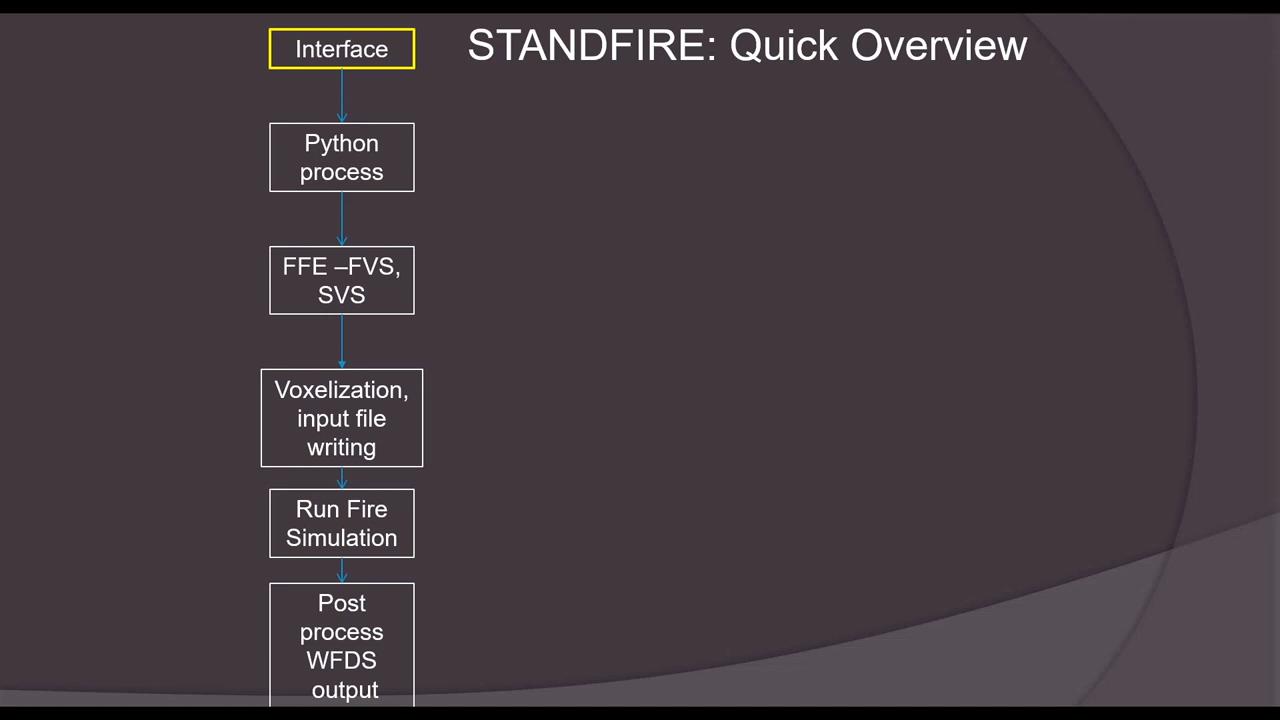 Interface
STANDFIRE: Quick Overview
Python
process
FFE –FVS,
SVS
Voxelization,
input file
writing
Run Fire
Simulation
Post
process
WFDS
output